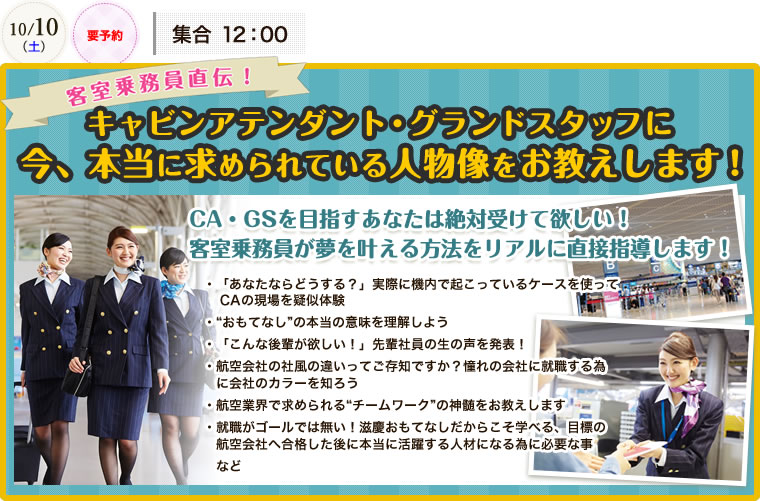 10/10
(土)
要予約
集合 12:00
客室乗務員直伝！
キャビンアテンダント・グランドスタッフに
今、本当に求められている人物像をお教えします！
CA・GSを目指すあなたは絶対受けて欲しい！
客室乗務員が夢を叶える方法をリアルに直接指導します！
・「あなたならどうする？」実際に機内で起こっているケースを使って
CAの現場を疑似体験
・“おもてなし”の本当の意味を理解しよう
・「こんな後輩が欲しい！」先輩社員の生の声を発表！
・航空会社の社風の違いってご存知ですか？憧れの会社に就職する為
に会社のカラーを知ろう
・航空業界で求められる“チームワーク”の神髄をお教えします
・就職がゴールでは無い！滋慶おもてなしだからこそ学べる、目標の
航空会社へ合格した後に本当に活躍する人材になる為に必要な事
など